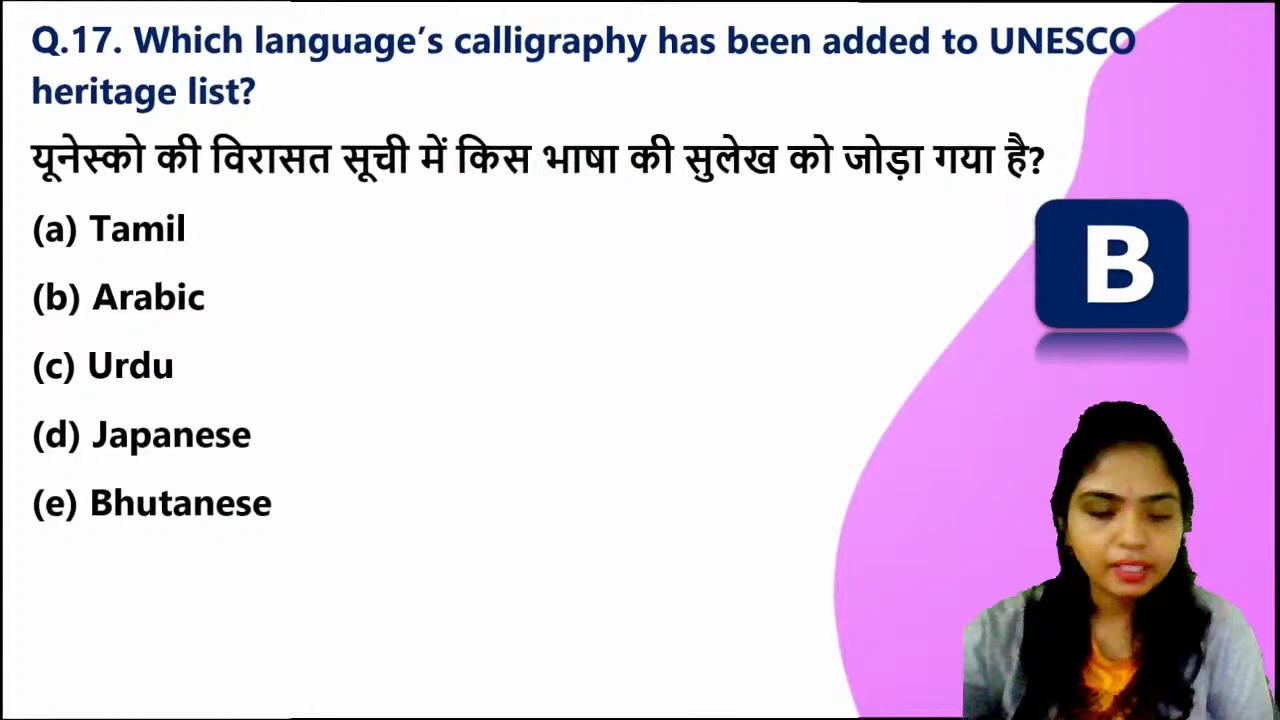 Q.17. Which language’s calligraphy has been added to UNESCO
heritage list?
यूनेस्को की विरासत सूची में किस भाषा की सुलेख को जोड़ा गया है?
(a) Tamil
(b) Arabic
(c) Urdu
(d) Japanese
(e) Bhutanese
B